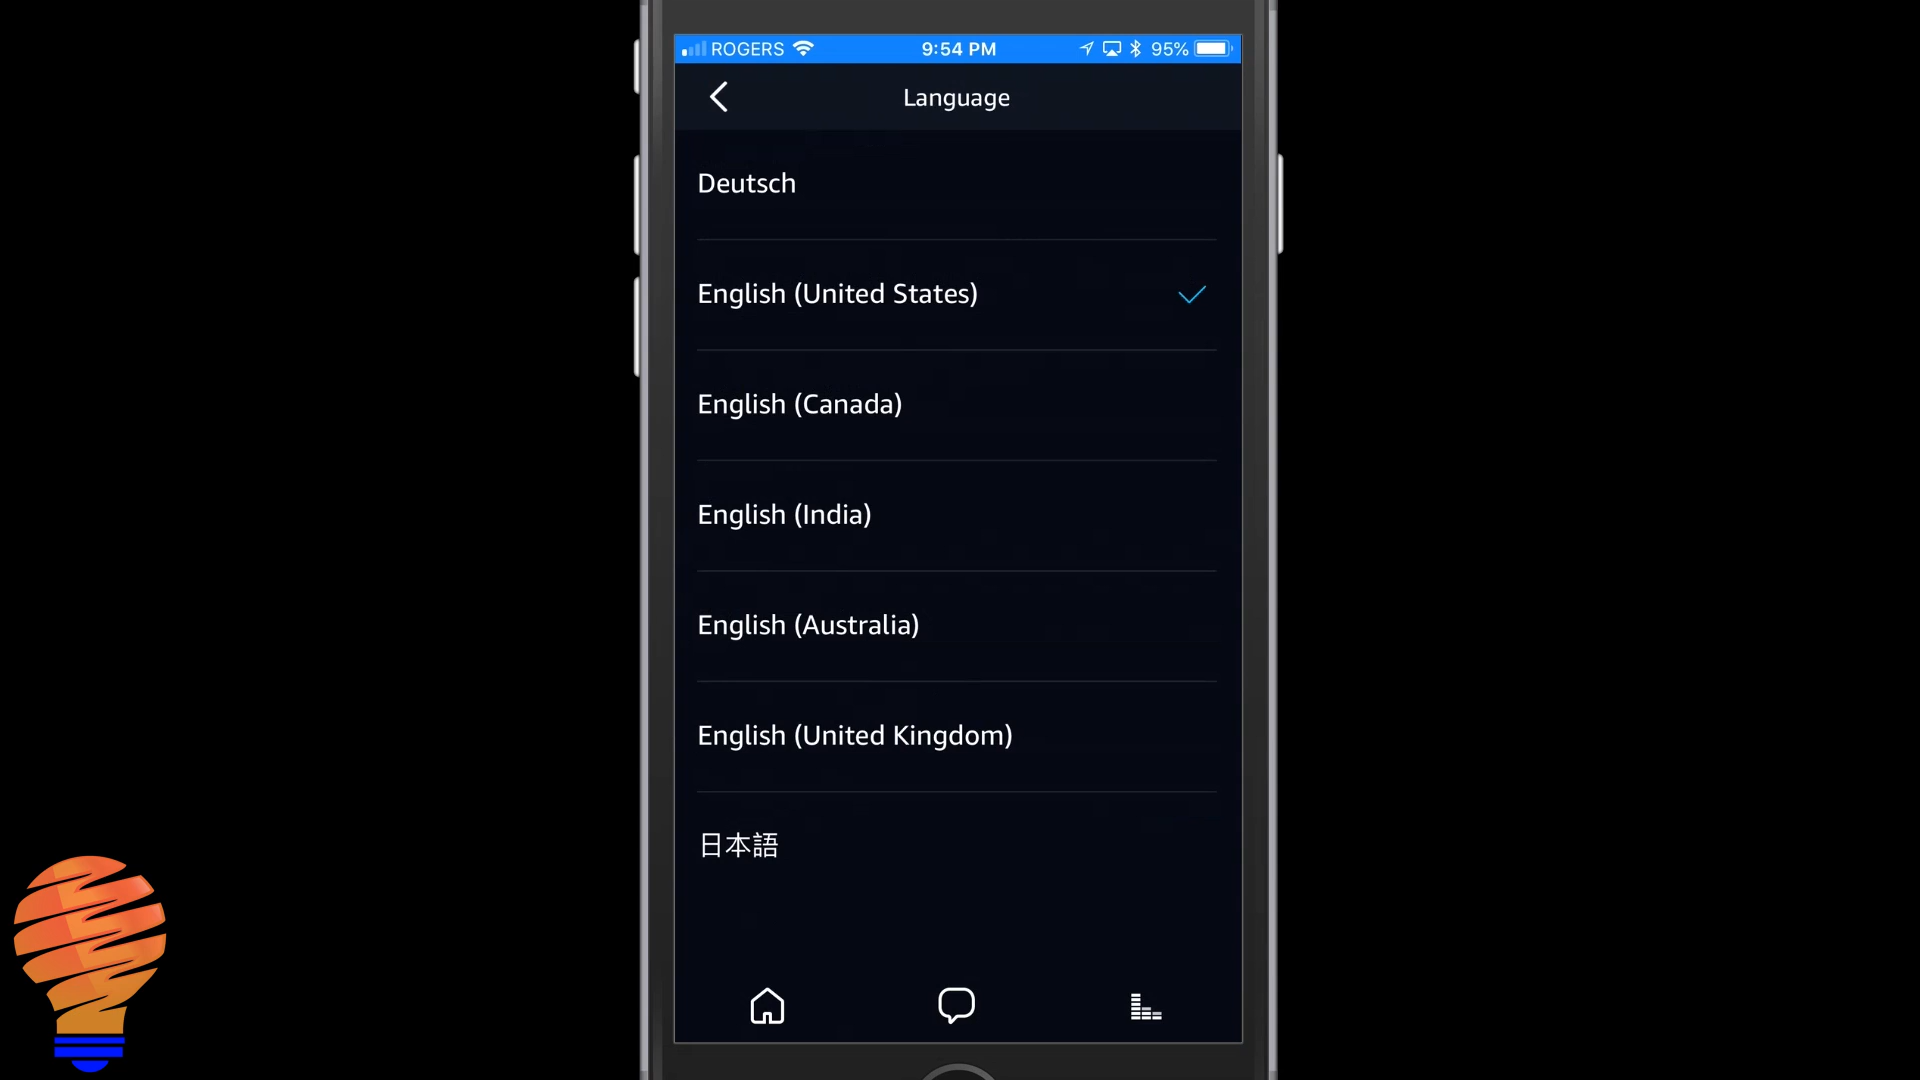 ROGERS 9:54 PM 95%
Language
Deutsch
English (United States)
English (Canada)
English (India)
English (Australia)
English (United Kingdom)
日本語